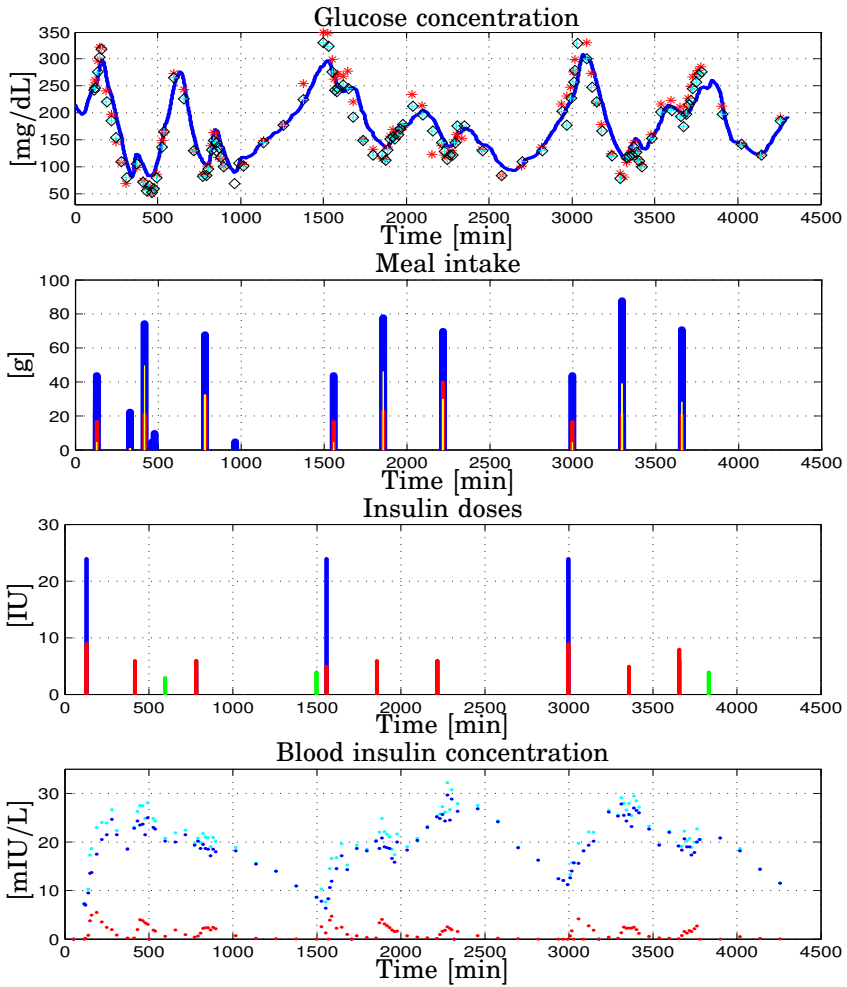 Glucose concentration
350
300
250
200
150
100
50
[mg/dL]
0 500 1000 1500 2000 2500 3000 3500 4000 4500
Time [min]
Meal intake
100
80
60
40
20
0
[g]
0 500 1000 1500 2000 2500 3000 3500 4000 4500
Time [min]
Insulin doses
30
20
10
0
[IU]
0 500 1000 1500 2000 2500 3000 3500 4000 4500
Time [min]
Blood insulin concentration
30
20
10
0
[mIU/L]
0 500 1000 1500 2000 2500 3000 3500 4000 4500
Time [min]